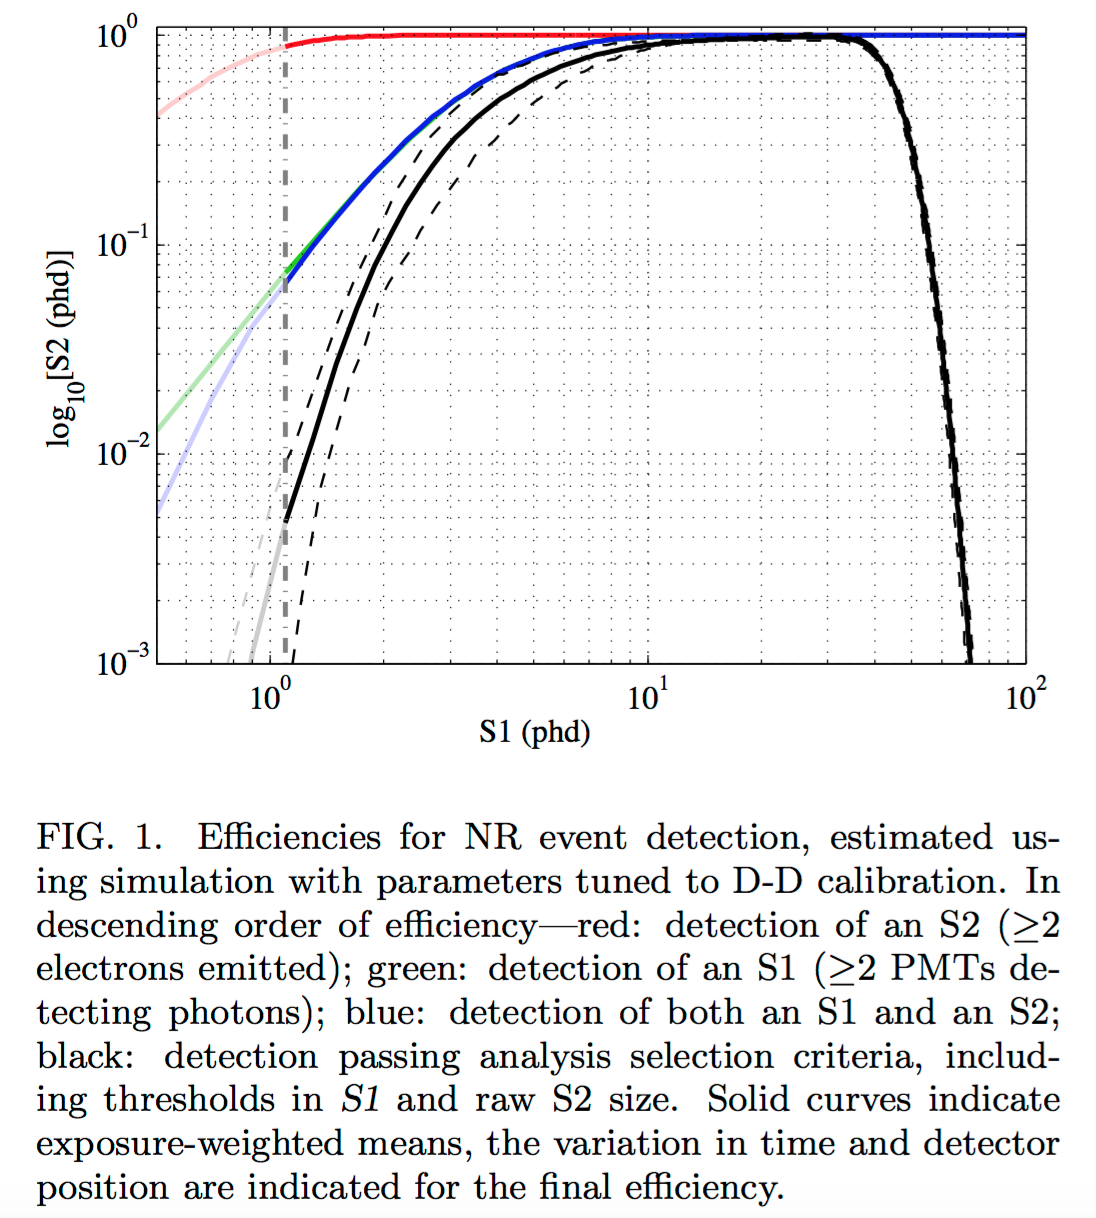 10^0
10^−1
10^−2
10^−3
log10[S2 (phd)]
10^0
10^1
10^2
S1 (phd)
FIG. 1. Efficiencies for NR event detection, estimated us-
ing simulation with parameters tuned to D-D calibration. In
descending order of efficiency—red: detection of an S2 (≥2
electrons emitted); green: detection of an S1 (≥2 PMTs de-
tecting photons); blue: detection of both an S1 and an S2;
black: detection passing analysis selection criteria, includ-
ing thresholds in S1 and raw S2 size. Solid curves indicate
exposure-weighted means, the variation in time and detector
position are indicated for the final efficiency.